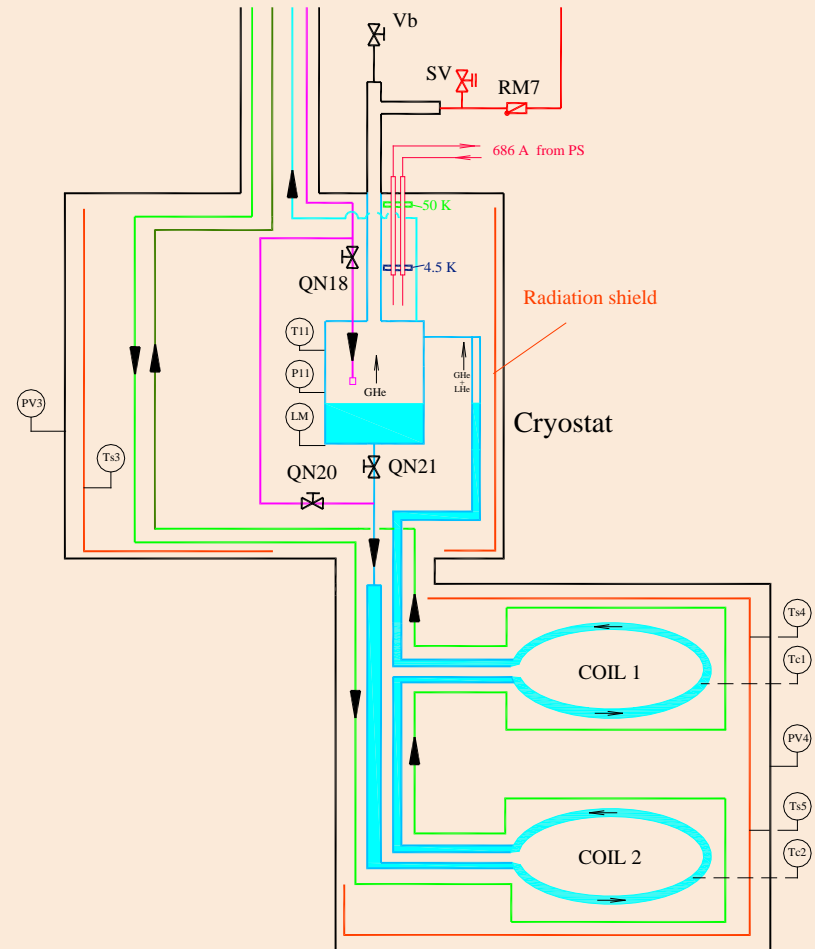 Vb
SV
RM7
686 A  from PS
50 K
4.5 K
QN18
Radiation shield
T11
P11
GHe
GHe
+
LHe
PV3
LM
Cryostat
Ts3
QN20
QN21
Ts4
COIL 1
Tc1
PV4
Ts5
COIL 2
Tc2